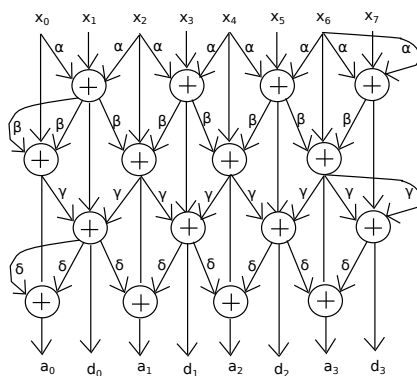 x₀ x₁ x₂ x₃ x₄ x₅ x₆ x₇
α α α α α α α α
+ + + +
β β β β β β β β
+ + + +
γ γ γ γ γ γ γ γ
+ + + +
δ δ δ δ δ δ δ δ
+ + + +
a₀ d₀ a₁ d₁ a₂ d₂ a₃ d₃